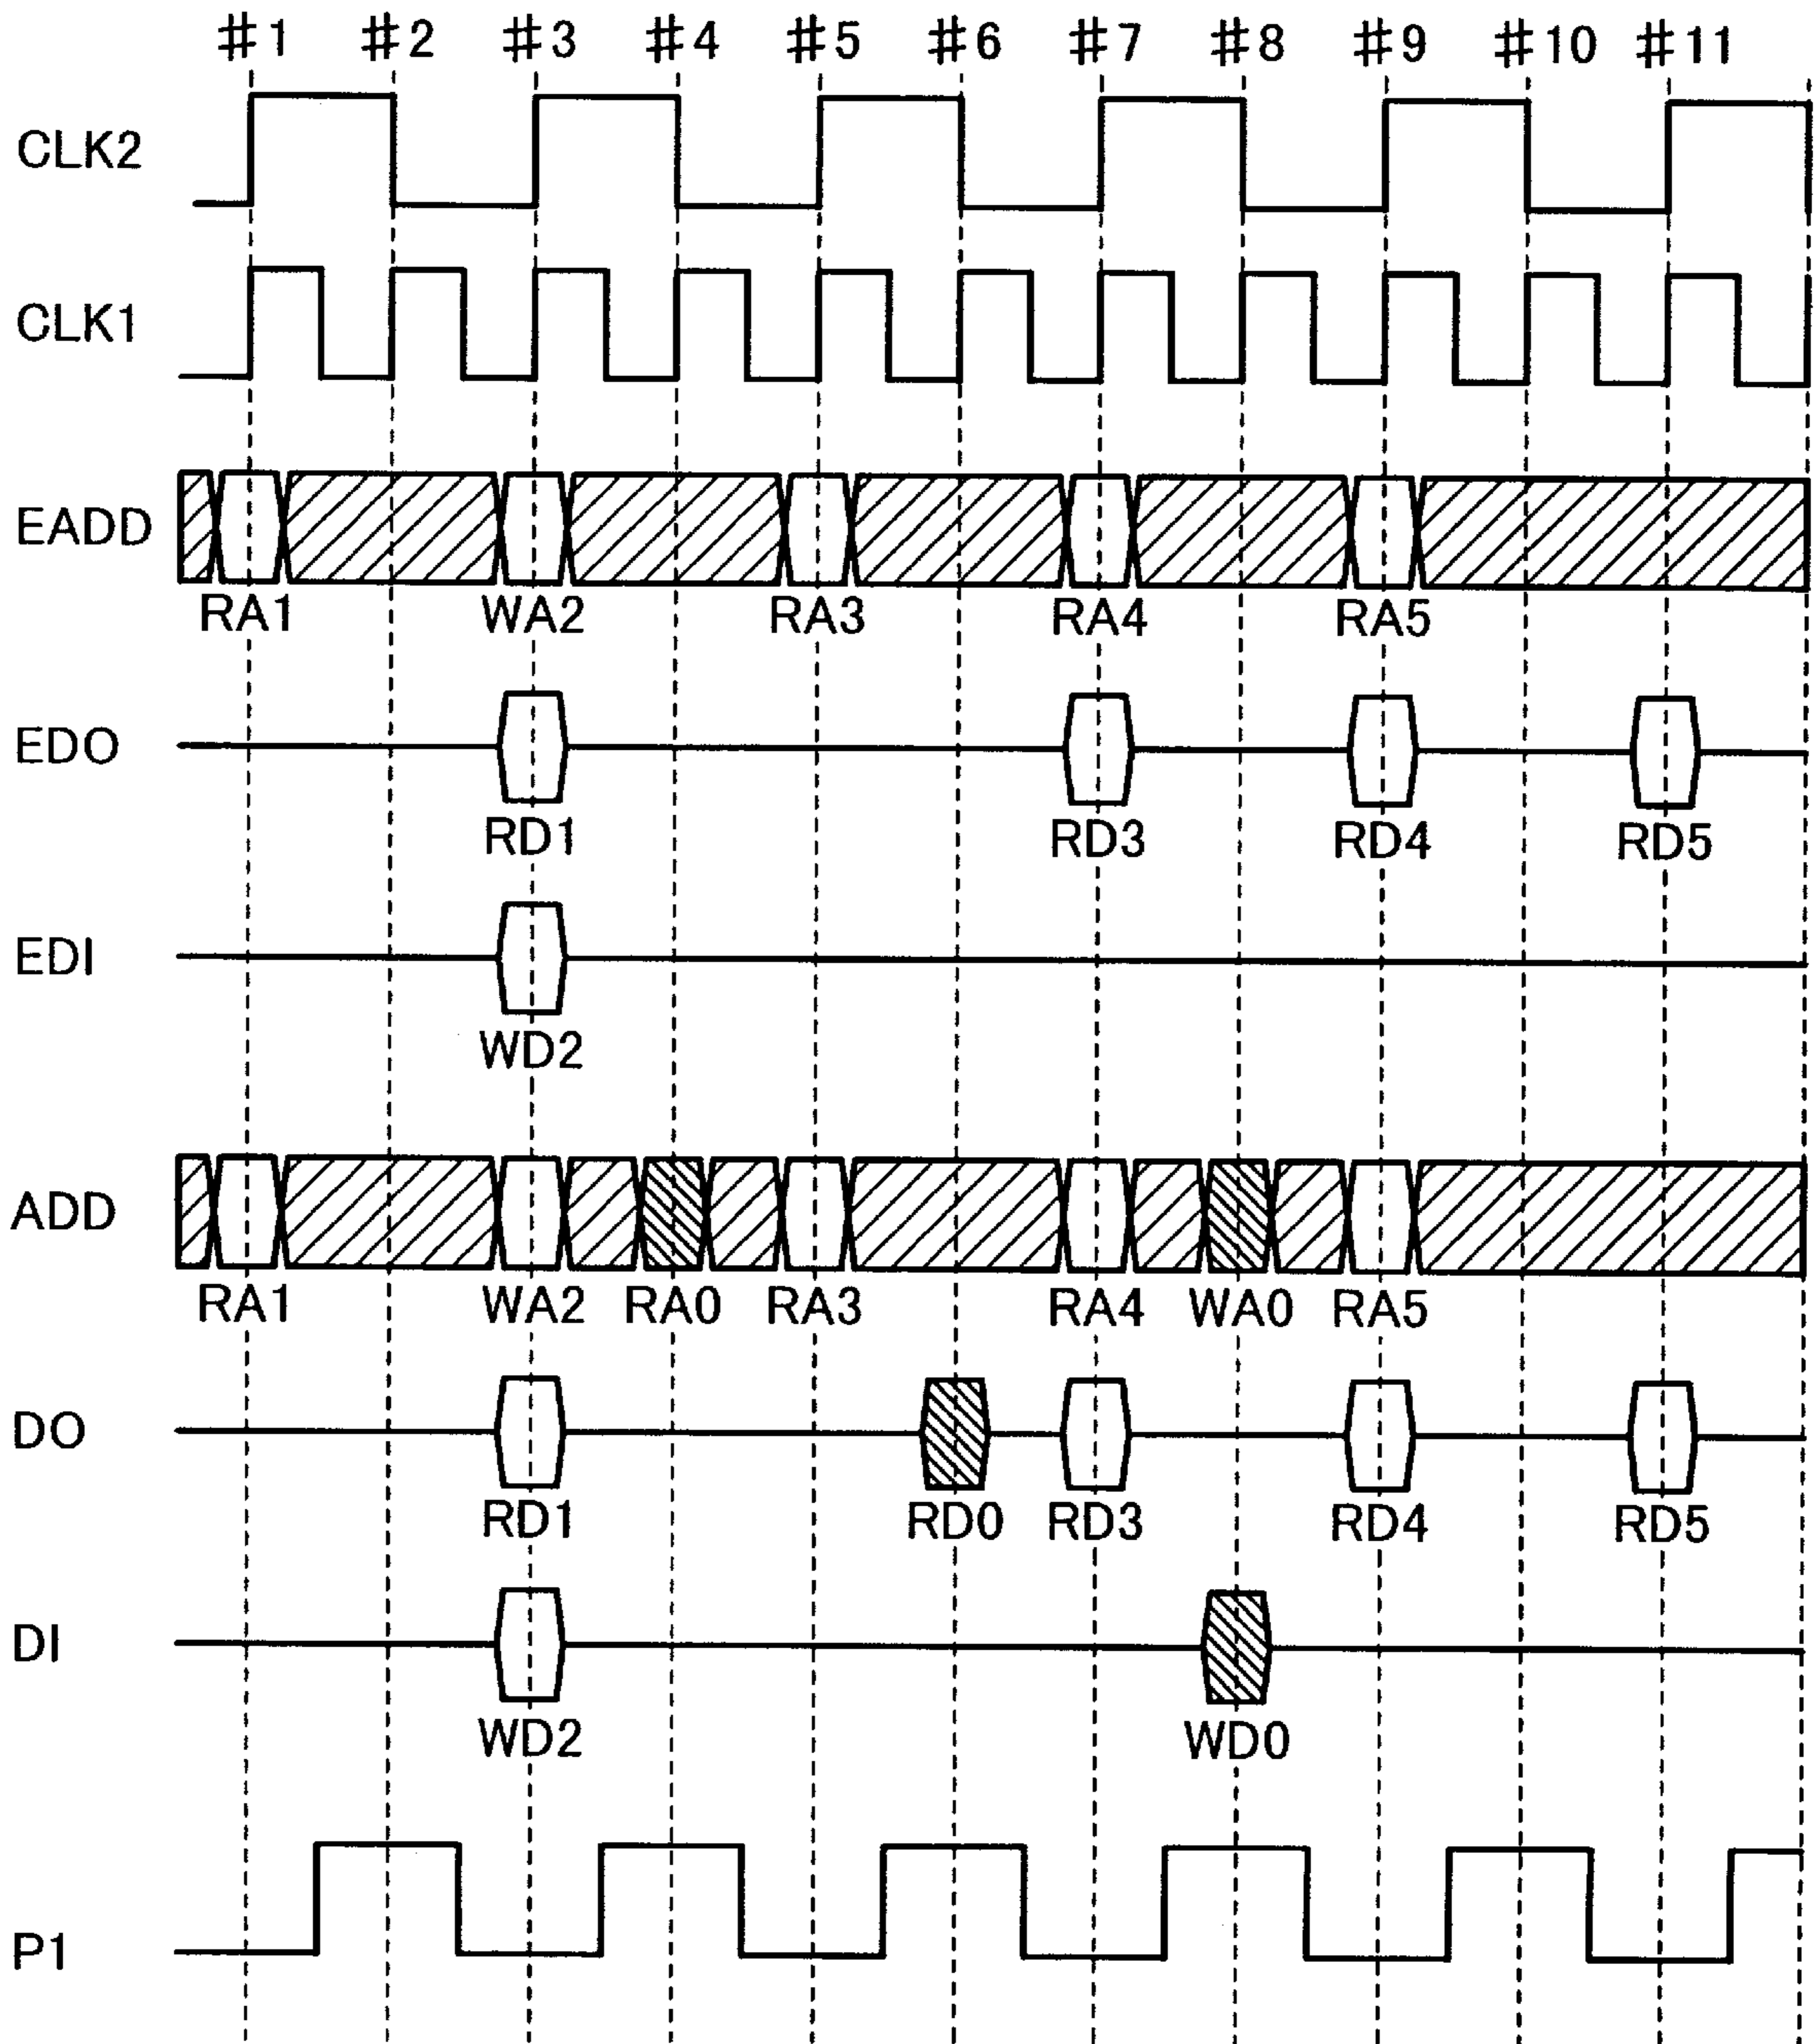 #1 #2 #3 #4 #5 #6 #7 #8 #9 #10 #11
CLK2
CLK1
EADD
RA1 WA2 RA3 RA4 RA5
EDO
RD1 RD3 RD4 RD5
EDI
WD2
ADD
RA1 WA2 RA0 RA3 RA4 WA0 RA5
DO
RD1 RD0 RD3 RD4 RD5
DI
WD2 WD0
P1